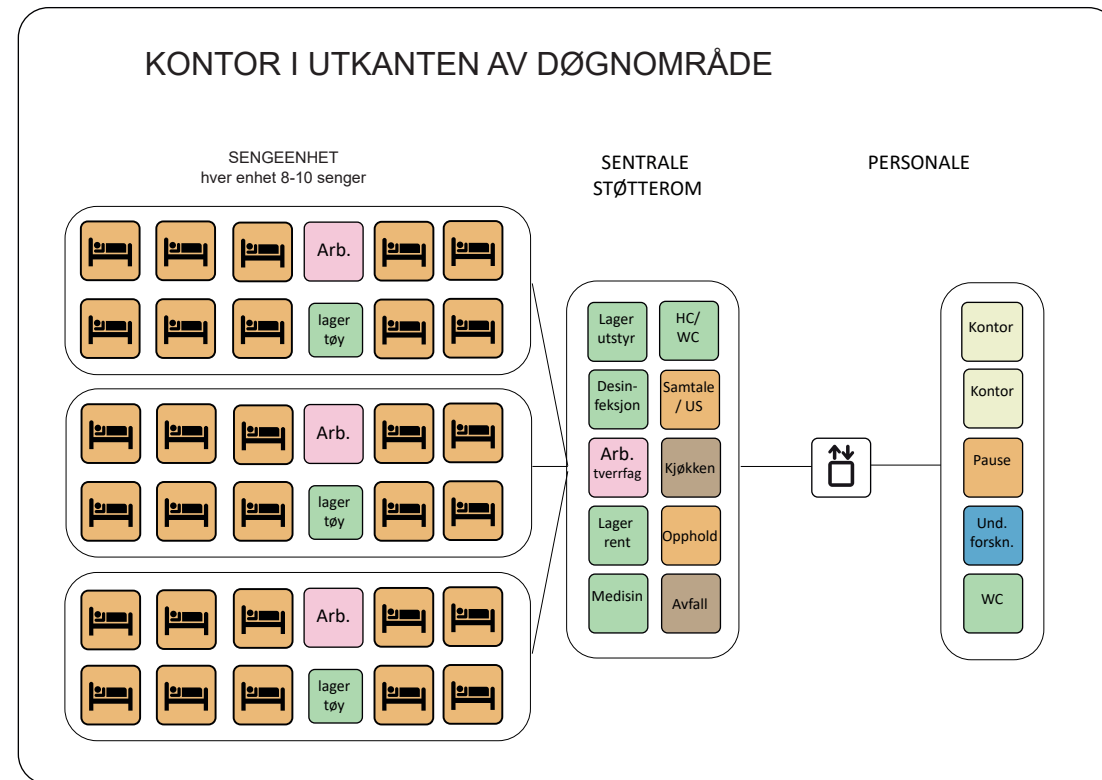 KONTOR I UTKANTEN AV DØGNOMRÅDE
SENGEENHET
hver enhet 8-10 senger
SENTRALE
STØTTEROM
PERSONALE
Arb.
lager
tøy
Arb.
lager
tøy
Arb.
lager
tøy
Lager
utstyr
HC/
WC
Desin-
feksjon
Samtale
/ US
Arb.
tverrfag
Kjøkken
Lager
rent
Opphold
Medisin
Avfall
Kontor
Kontor
Pause
Und.
forskn.
WC